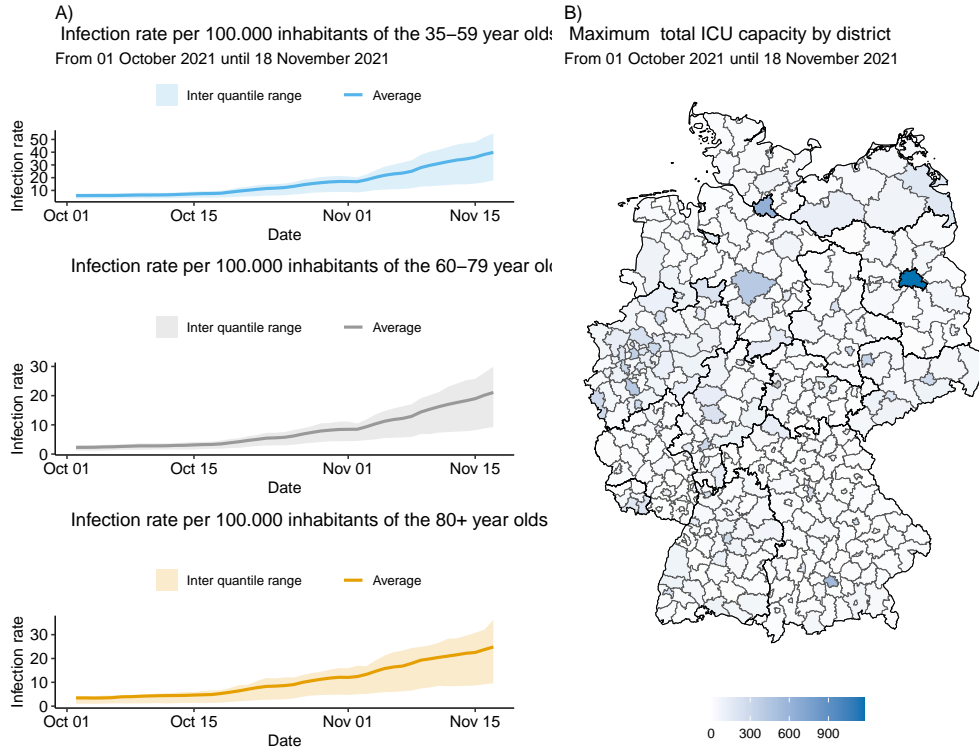 A)
Infection rate per 100.000 inhabitants of the 35−59 year olds
From 01 October 2021 until 18 November 2021
Inter quantile range
Average
Infection rate
50
40
30
20
10
Oct 01
Oct 15
Nov 01
Nov 15
Date
Infection rate per 100.000 inhabitants of the 60−79 year ol
Inter quantile range
Average
Infection rate
30
20
10
0
Oct 01
Oct 15
Nov 01
Nov 15
Date
Infection rate per 100.000 inhabitants of the 80+ year olds
Inter quantile range
Average
Infection rate
30
20
10
0
Oct 01
Oct 15
Nov 01
Nov 15
Date
B)
Maximum  total ICU capacity by district
From 01 October 2021 until 18 November 2021
0
300
600
900